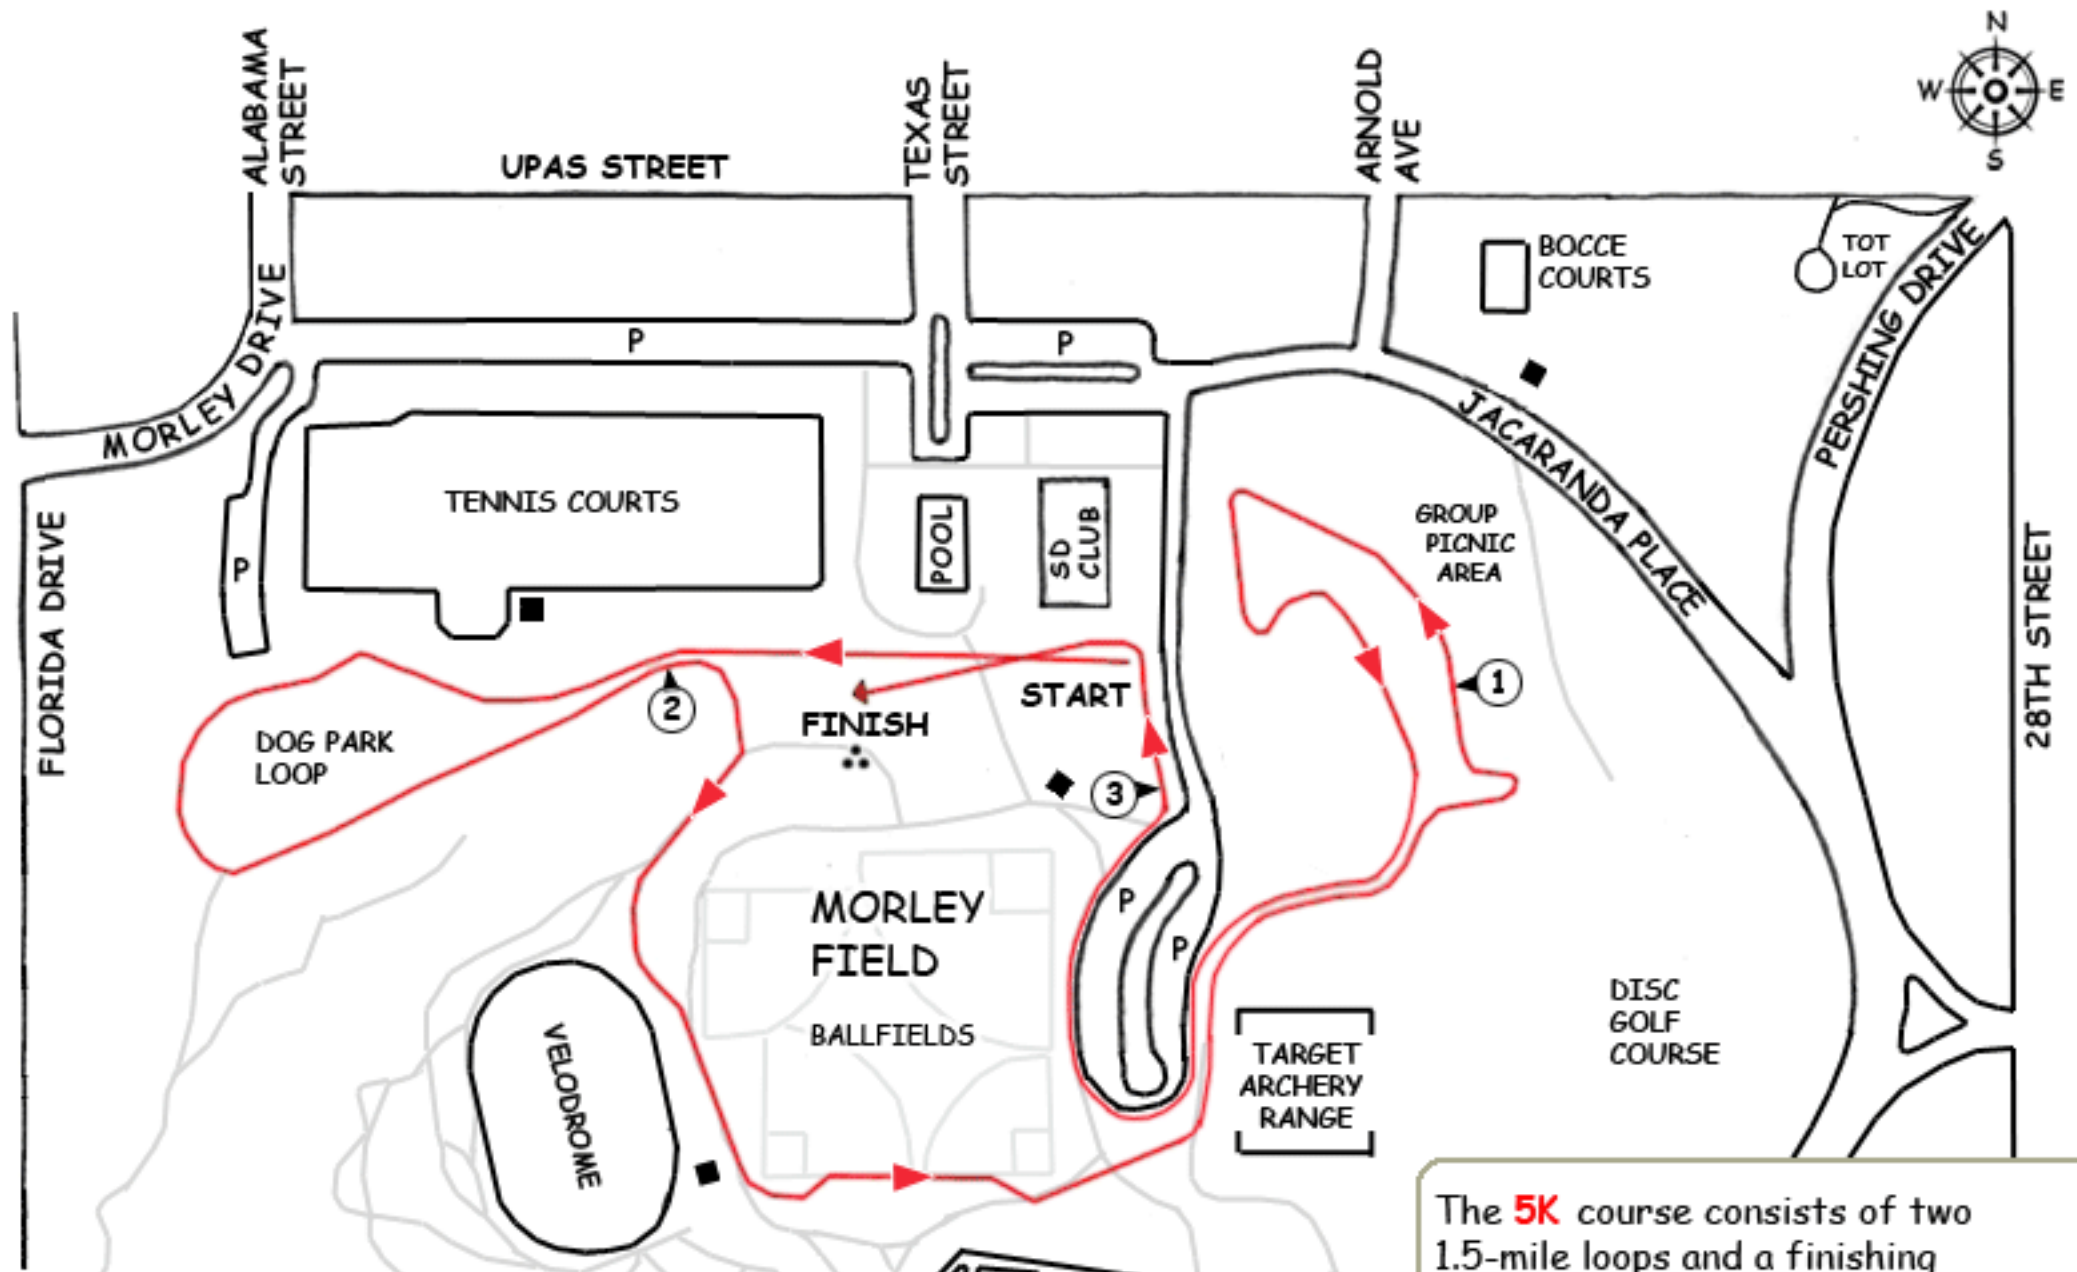 N
W
E
S
ALABAMA
STREET
UPAS STREET
TEXAS
STREET
ARNOLD
AVE
BOCCE
COURTS
TOT
LOT
PERSHING DRIVE
MORLEY DRIVE
P
P
JACARANDA PLACE
TENNIS COURTS
POOL
SD
CLUB
GROUP
PICNIC
AREA
P
FLORIDA DRIVE
28TH STREET
START
1
2
FINISH
DOG PARK
LOOP
3
P
P
MORLEY
FIELD
BALLFIELDS
VELODROME
TARGET
ARCHERY
RANGE
DISC
GOLF
COURSE
The 5K course consists of two
1.5-mile loops and a finishing